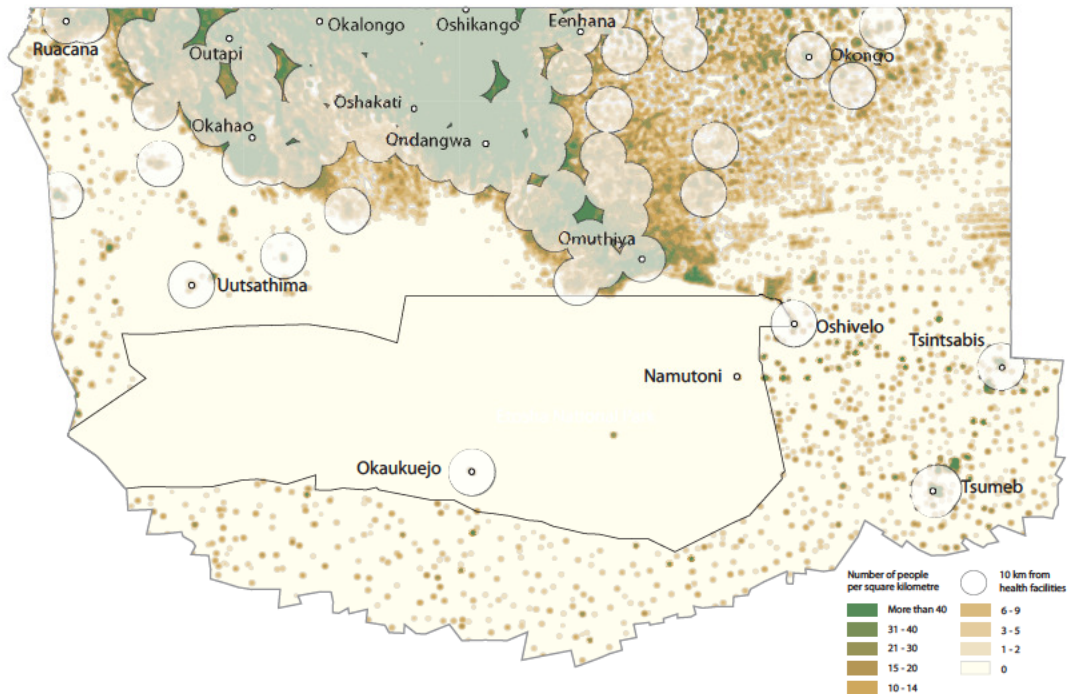 Okalongo
Oshikango
Eenhana
Ruacana
Outapi
Okongo
Oshakati
Okahao
Ondangwa
Omuthiya
Uutsathima
Oshivelo
Tsintsabis
Namutoni
Okaukuejo
Tsumeb
Number of people
per square kilometre
10 km from
health facilities
More than 40
6 - 9
31 - 40
3 - 5
21 - 30
1 - 2
15 - 20
0
10 - 14